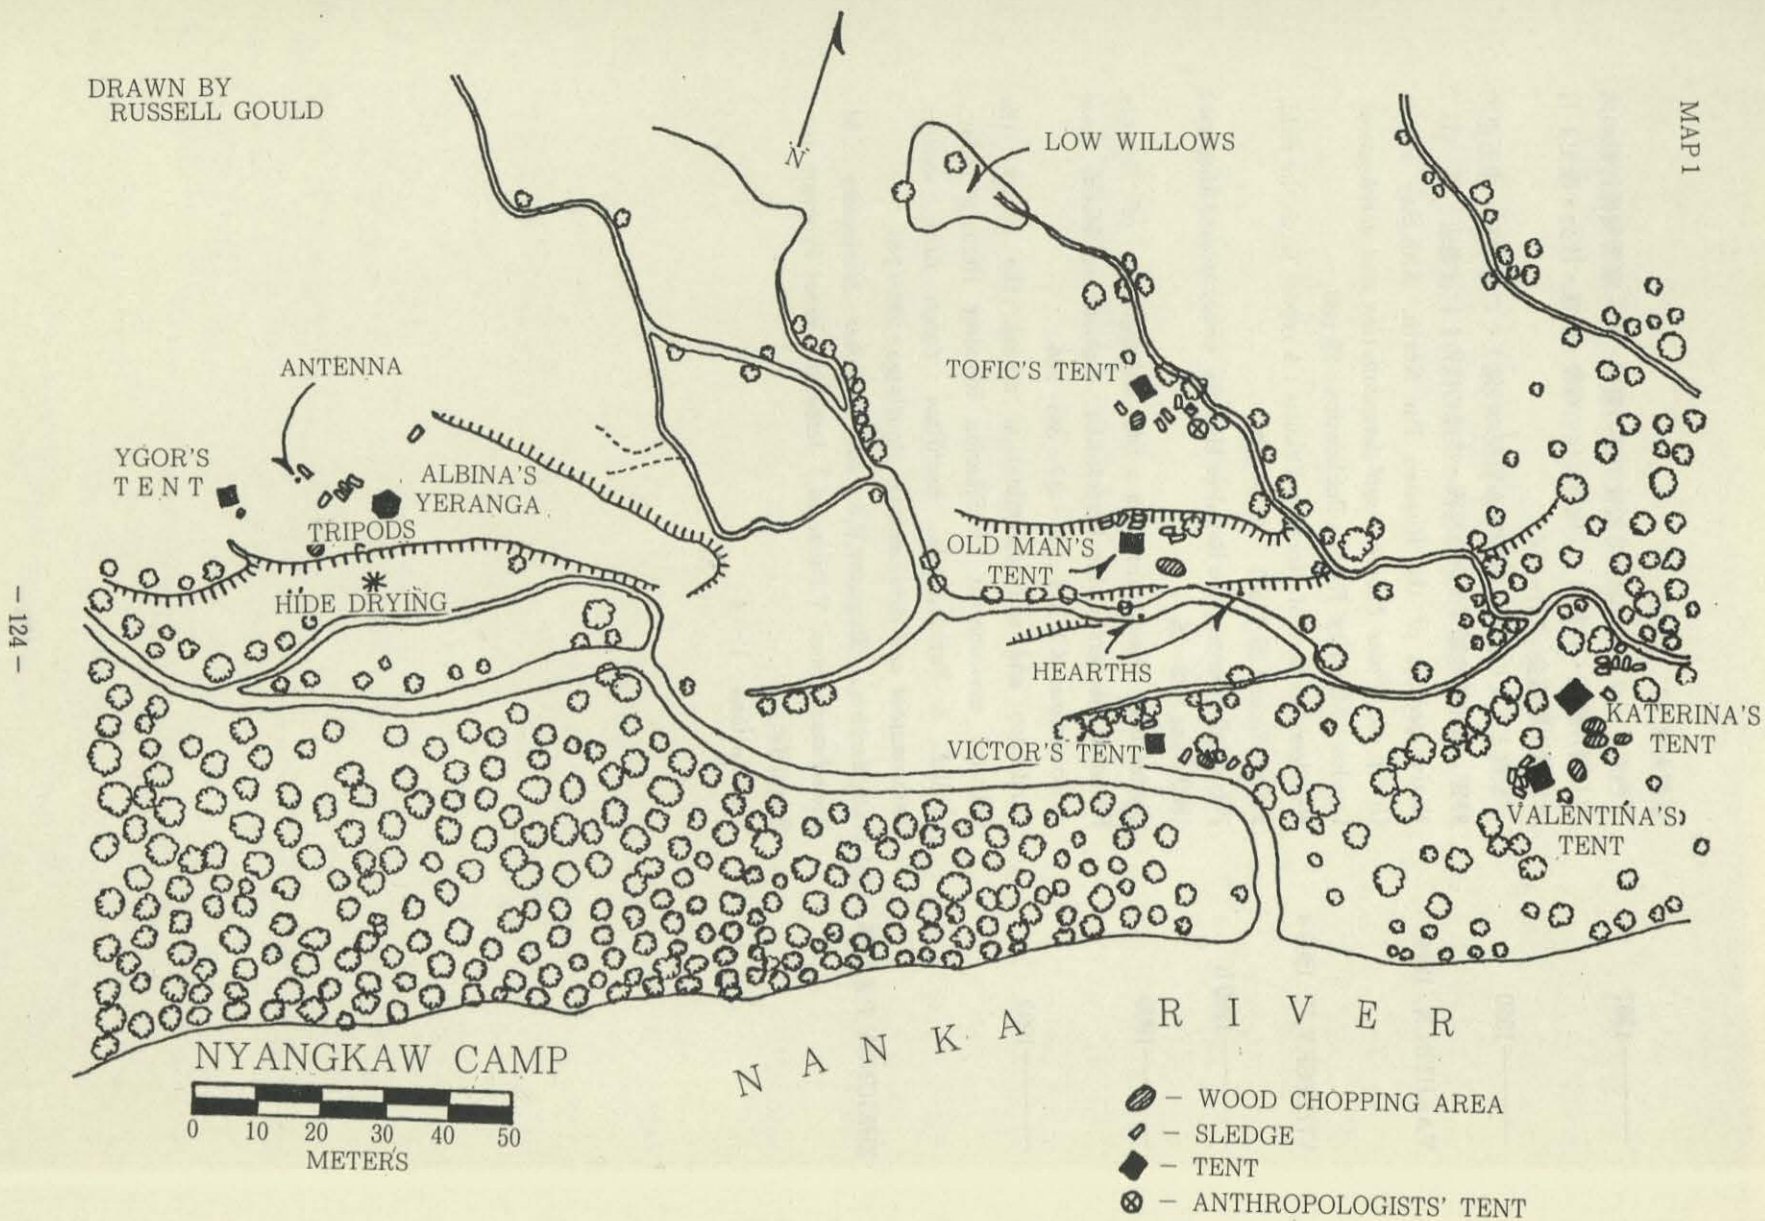 DRAWN BY
RUSSELL GOULD
N
LOW WILLOWS
MAP 1
ANTENNA
TOFIC'S TENT
YGOR'S
TENT
ALBINA'S
YERANGA
TRIPODS
OLD MAN'S
TENT
HIDE DRYING
HEARTHS
KATERINA'S
TENT
VICTOR'S TENT
VALENTINA'S
TENT
- 124 -
NANKA RIVER
NYANGKAW CAMP
0 10 20 30 40 50
METERS
- WOOD CHOPPING AREA
- SLEDGE
- TENT
- ANTHROPOLOGISTS' TENT